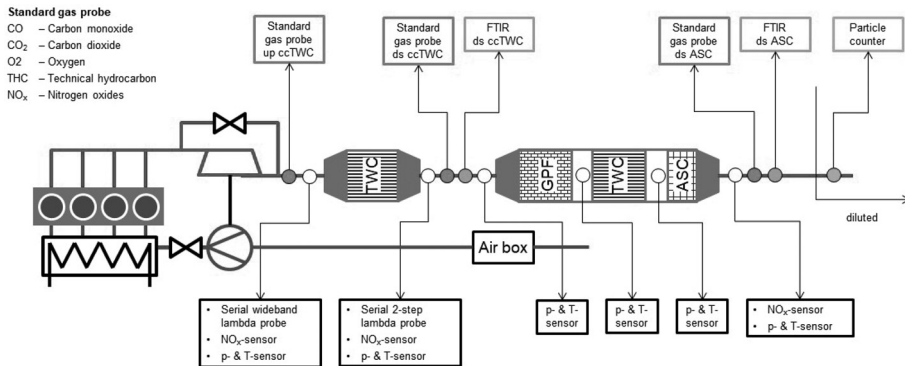 Standard gas probe
CO – Carbon monoxide
CO₂ – Carbon dioxide
O2 – Oxygen
THC – Technical hydrocarbon
NOₓ – Nitrogen oxides
Standard
gas probe
up ccTWC
Standard
gas probe
ds ccTWC
FTIR
ds ccTWC
Standard
gas probe
ds ASC
FTIR
ds ASC
Particle
counter
TWC
GPF
TWC
ASC
diluted
Air box
• Serial wideband
lambda probe
• NOₓ-sensor
• p- & T-sensor
• Serial 2-step
lambda probe
• NOₓ-sensor
• p- & T-sensor
p- & T-
sensor
p- & T-
sensor
p- & T-
sensor
• NOₓ-sensor
• p- & T-sensor